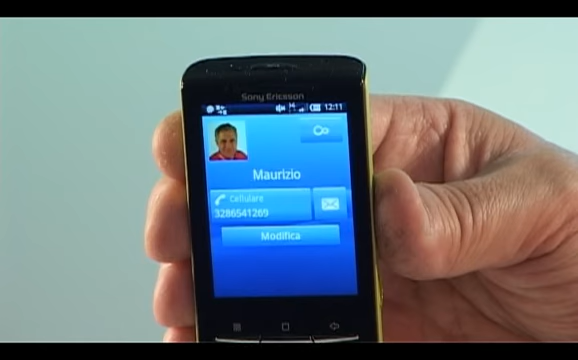 Sony Ericsson
12:11
Maurizio
Cellulare
3286541269
Modifica